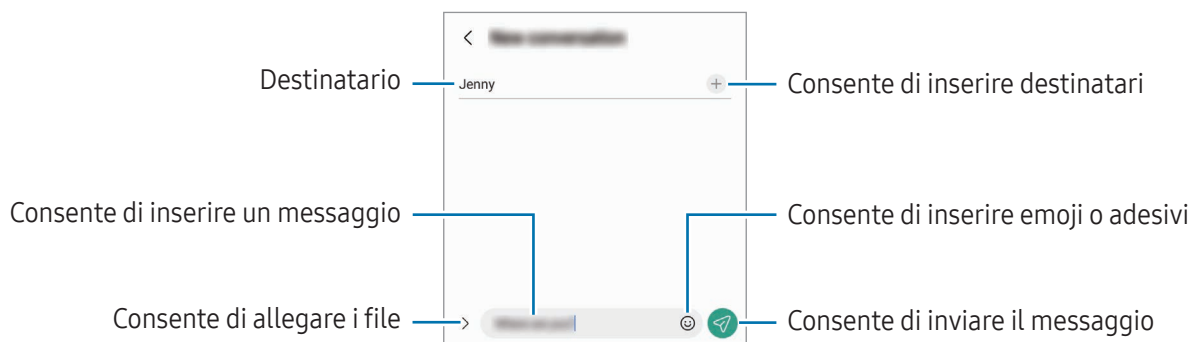 Destinatario
Jenny
Consente di inserire destinatari
Consente di inserire un messaggio
Consente di inserire emoji o adesivi
Consente di allegare i file
Consente di inviare il messaggio